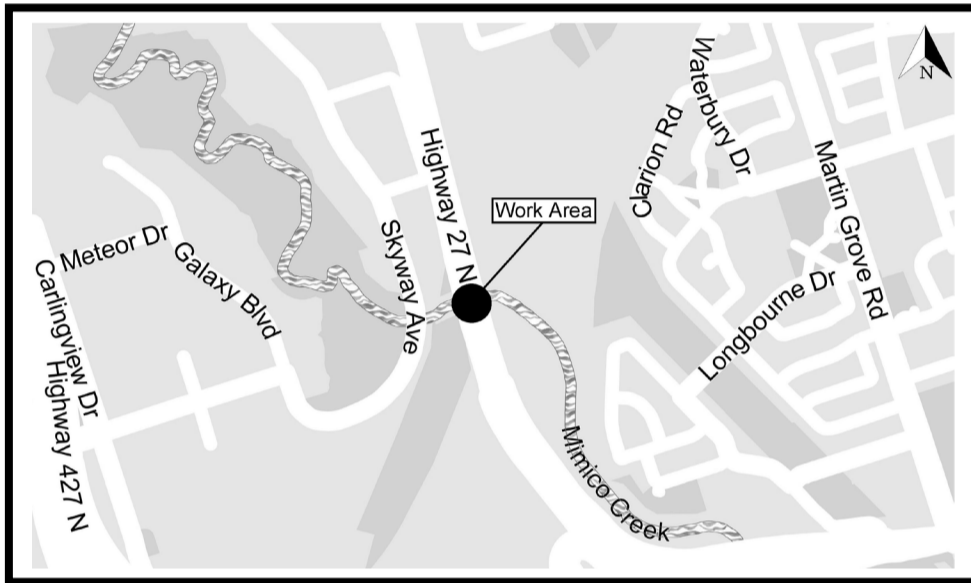 N
Waterbury Dr
Clarion Rd
Martin Grove Rd
Highway 27 N
Work Area
Skyway Ave
Meteor Dr
Galaxy Blvd
Carlingview Dr
Highway 427 N
Longbourne Dr
Mimico Creek